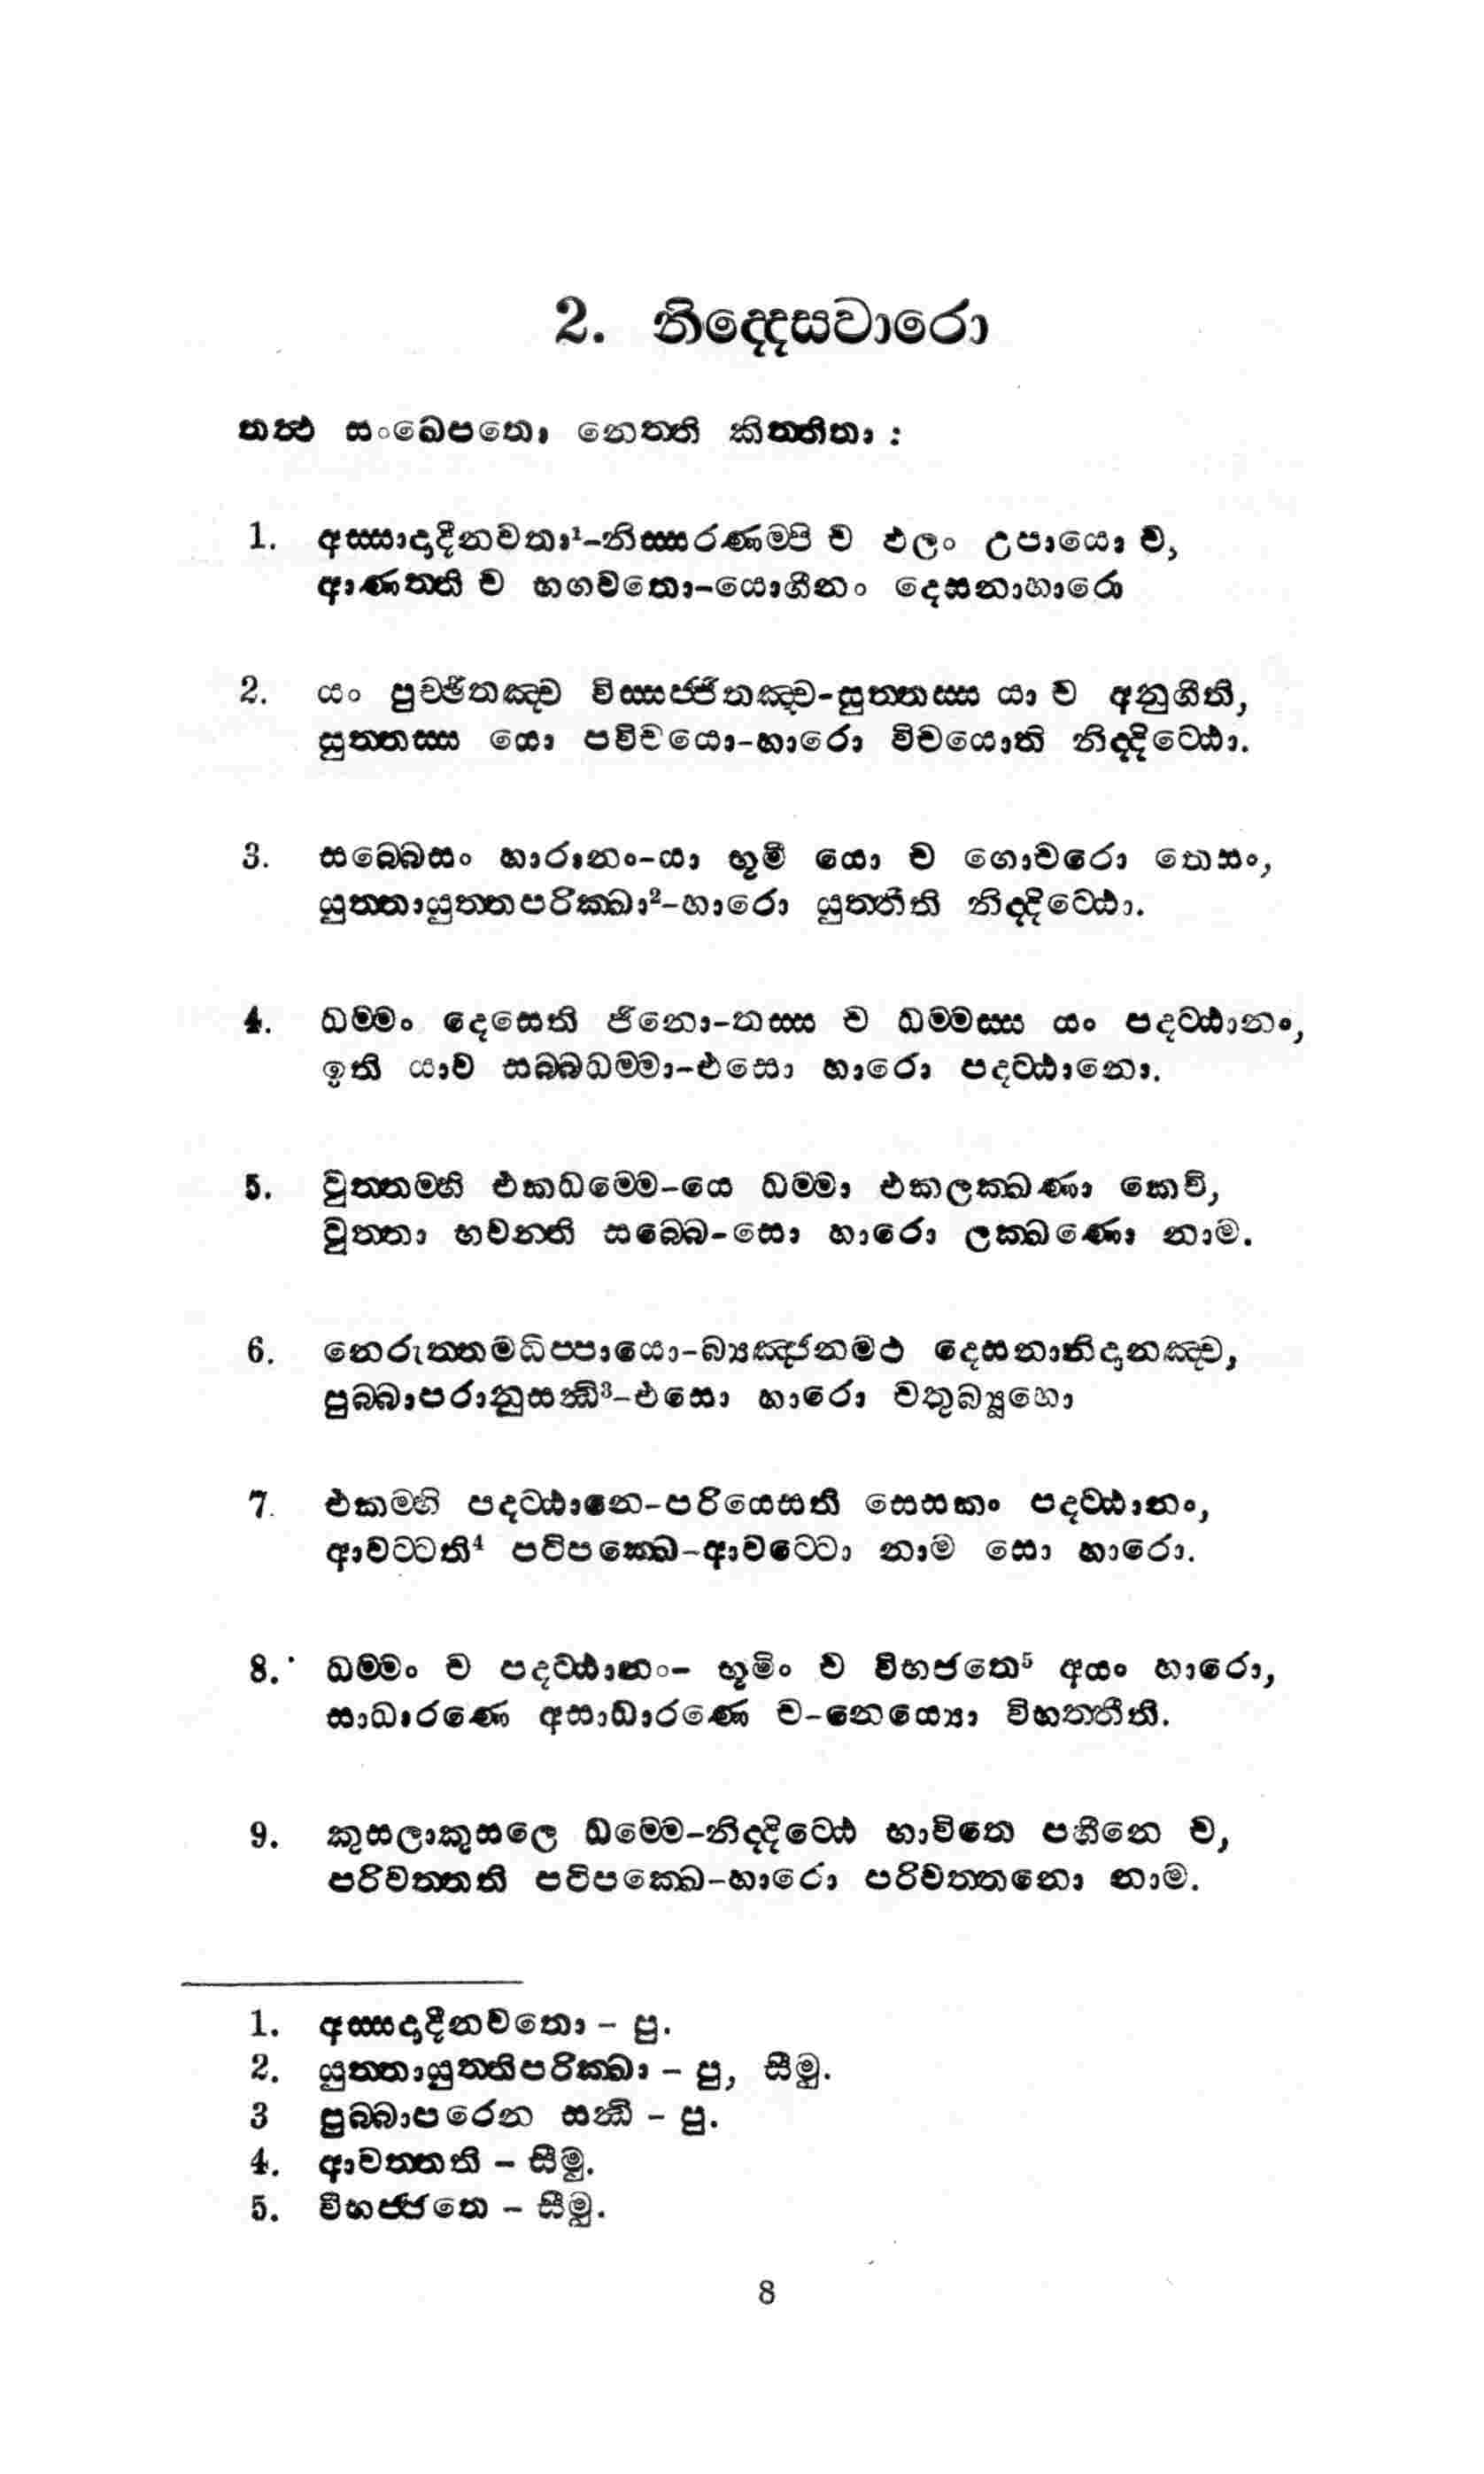 2. නිද්දෙසවාරො
තත්ථ සංඛෙපතො නෙත්ති කිත්තිතා :
1. අස්සාදාදීනවතා¹-නිස්සරණම්පි ච ඵලං උපායො ච,
ආණත්ති ච භගවතො-යොගීනං දෙසනාහාරො
2. යං පුච්ඡිතඤ්ච විස්සජ්ජිතඤ්ච-සුත්තස්ස යා ච අනුගීති,
සුත්තස්ස යො පවිචයො-හාරො විචයොති නිද්දිට්ඨො.
3. සබ්බෙසං හාරානං-යා භූමි යො ච ගොචරො තෙසං,
යුත්තායුත්තපරික්ඛා²-හාරො යුත්තීති නිද්දිට්ඨො.
4. ධම්මං දෙසෙති ජිනො-තස්ස ච ධම්මස්ස යං පදට්ඨානං,
ඉති යාව සබ්බධම්මා-එසො හාරො පදට්ඨානො.
5. වුත්තම්හි එකධම්මෙ-යෙ ධම්මා එකලක්ඛණා කෙචි,
වුත්තා භවන්ති සබ්බෙ-සො හාරො ලක්ඛණො නාම.
6. නෙරුත්තමධිප්පායො-බ්‍යඤ්ජනමථ දෙසනානිදානඤ්ච,
පුබ්බාපරානුසන්ධි³-එසො හාරො චතුබ්‍යූහො
7. එකම්හි පදට්ඨානෙ-පරියෙසති සෙසකං පදට්ඨානං,
ආවට්ටති⁴ පටිපක්ඛෙ-ආවට්ටො නාම සො හාරො.
8. ධම්මං ච පදට්ඨානං- භූමිං ච විභජතෙ⁵ අයං හාරො,
සාධාරණෙ අසාධාරණෙ ච-නෙය්‍යො විභත්තීති.
9. කුසලාකුසලෙ ධම්මෙ-නිද්දිට්ඨෙ භාවිතෙ පහීනෙ ච,
පරිවත්තති පටිපක්ඛෙ-හාරො පරිවත්තනො නාම.
1. අස්සදාදීනවතො - පු.
2. යුත්තායුත්තිපරික්ඛා - පු, සීමු.
3 පුබ්බාපරෙන සන්ධි - පු.
4. ආවත්තති - සීමු.
5. විභජ්ජතෙ - සීමු.
8